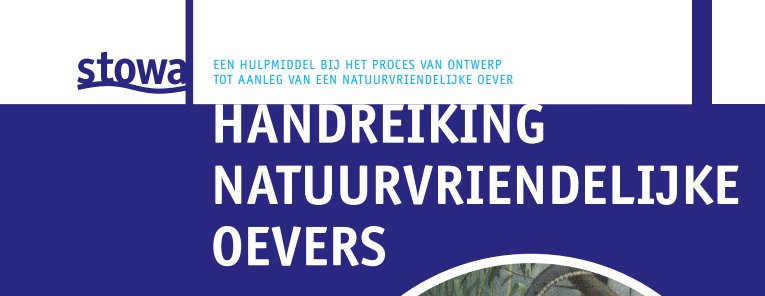 stowa
EEN HULPMIDDEL BIJ HET PROCES VAN ONTWERP
TOT AANLEG VAN EEN NATUURVRIENDELIJKE OEVER
HANDREIKING
NATUURVRIENDELIJKE
OEVERS